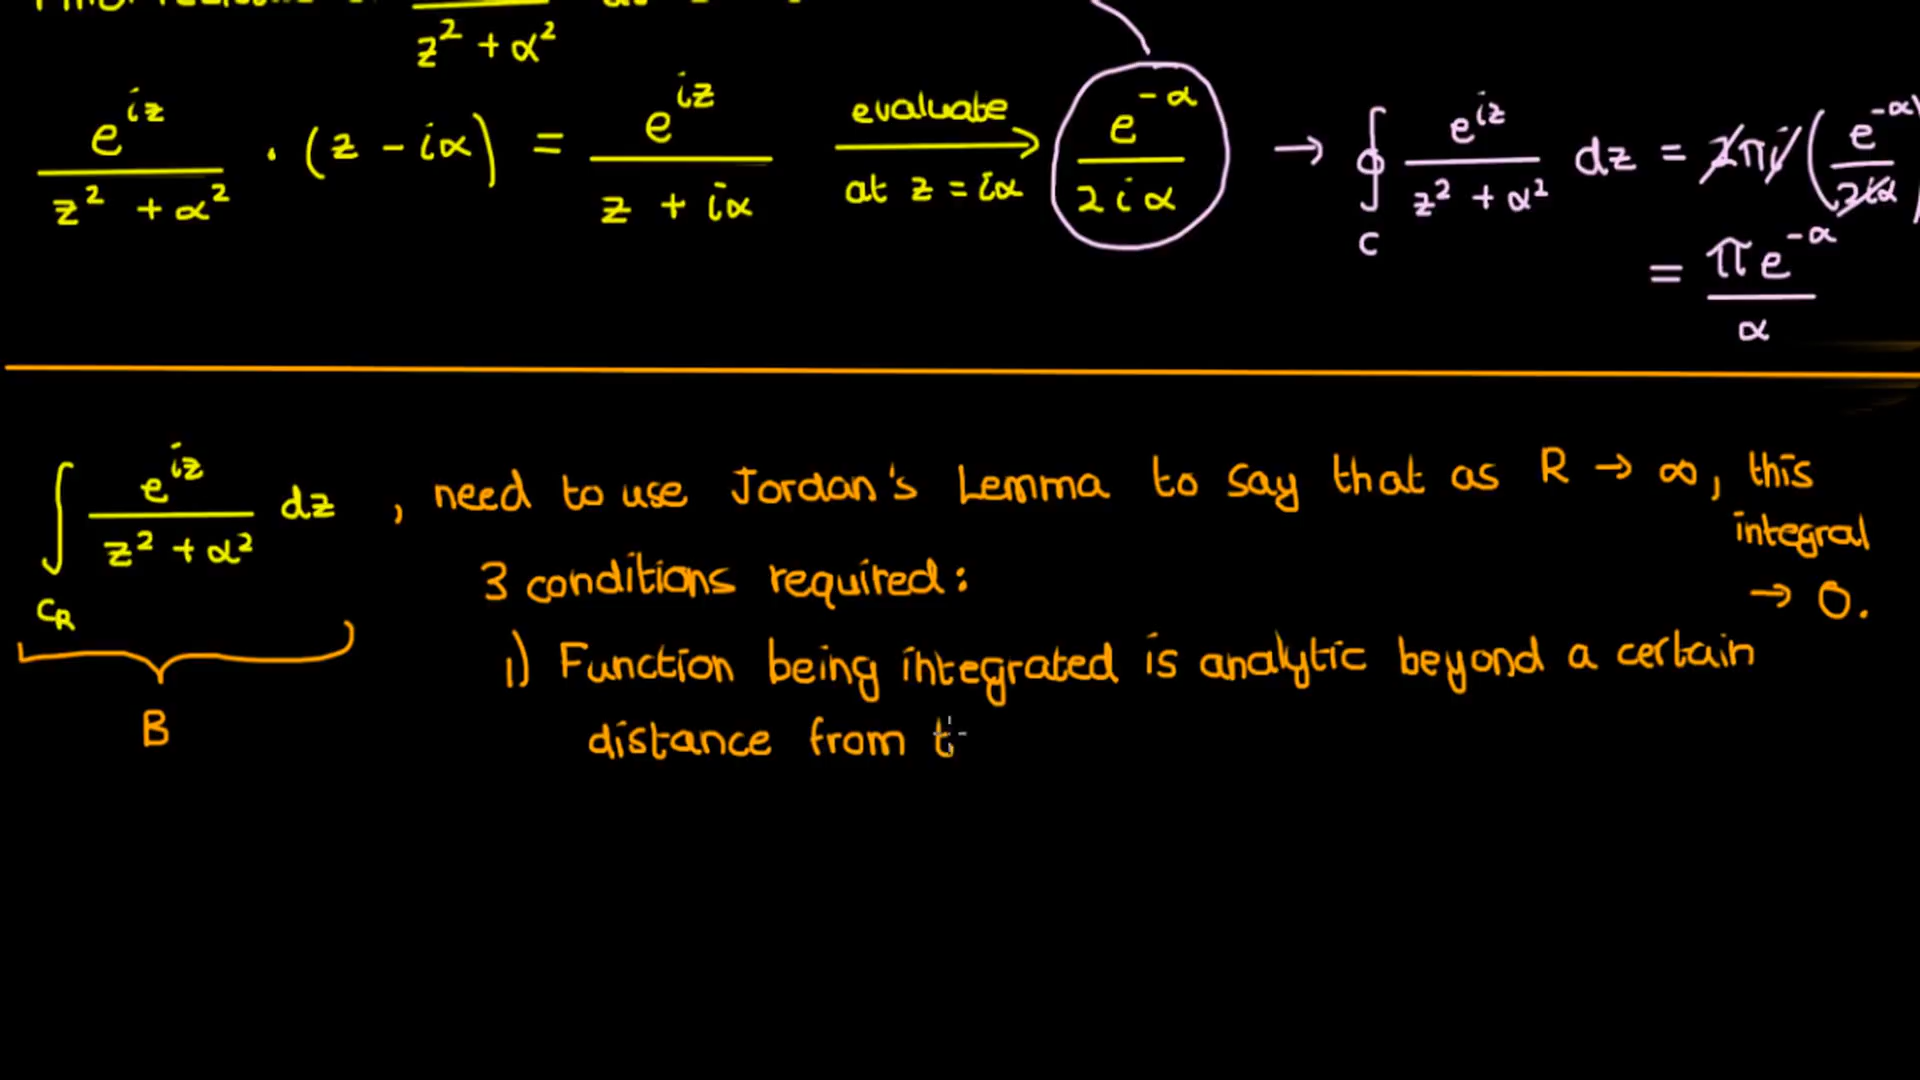 z² + α²
e^{iz} / (z² + α²) · (z - iα) = e^{iz} / (z + iα) evaluate at z = iα → e^{-α} / (2iα) → ∮_C e^{iz} / (z² + α²) dz = 2πi (e^{-α} / 2iα)
= πe^{-α} / α
∫_{C_R} e^{iz} / (z² + α²) dz , need to use Jordan's Lemma to say that as R → ∞, this
integral
→ 0.
3 conditions required:
1) Function being integrated is analytic beyond a certain
distance from t
B